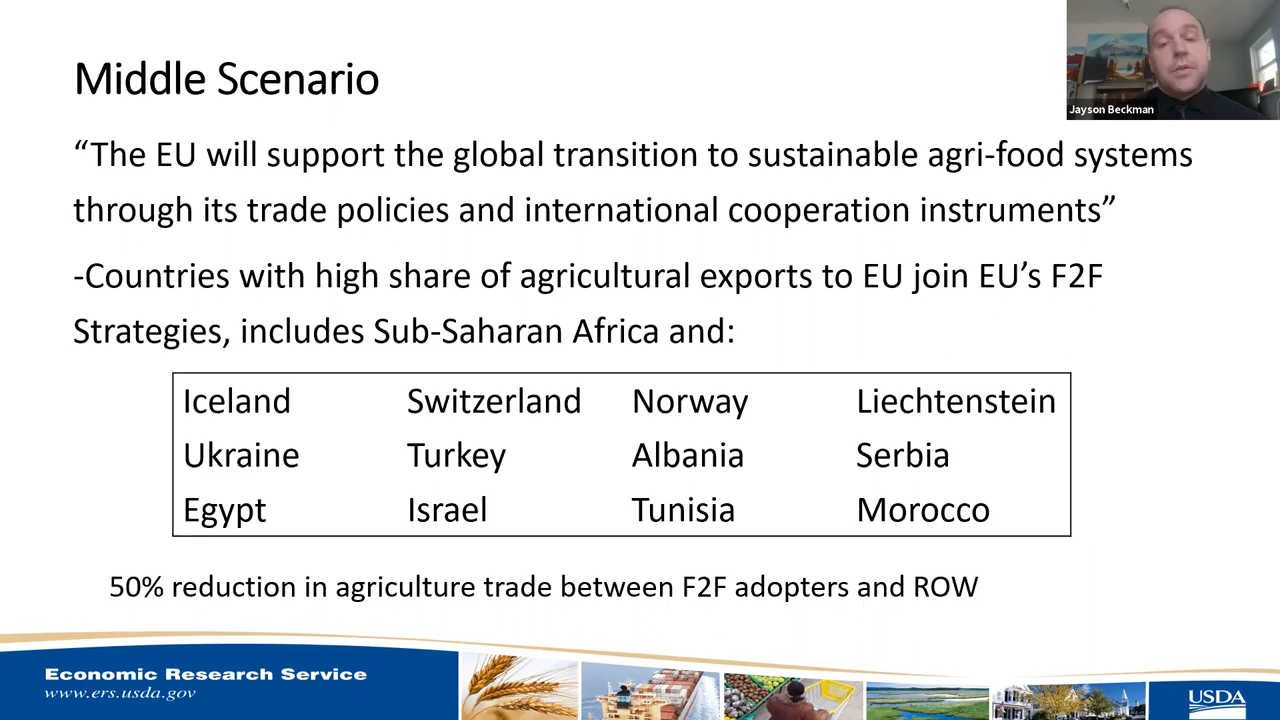 Middle Scenario
Jayson Beckman
“The EU will support the global transition to sustainable agri-food systems
through its trade policies and international cooperation instruments”
-Countries with high share of agricultural exports to EU join EU’s F2F
Strategies, includes Sub-Saharan Africa and:
Iceland Switzerland Norway Liechtenstein
Ukraine Turkey Albania Serbia
Egypt Israel Tunisia Morocco
50% reduction in agriculture trade between F2F adopters and ROW
Economic Research Service
www.ers.usda.gov
USDA